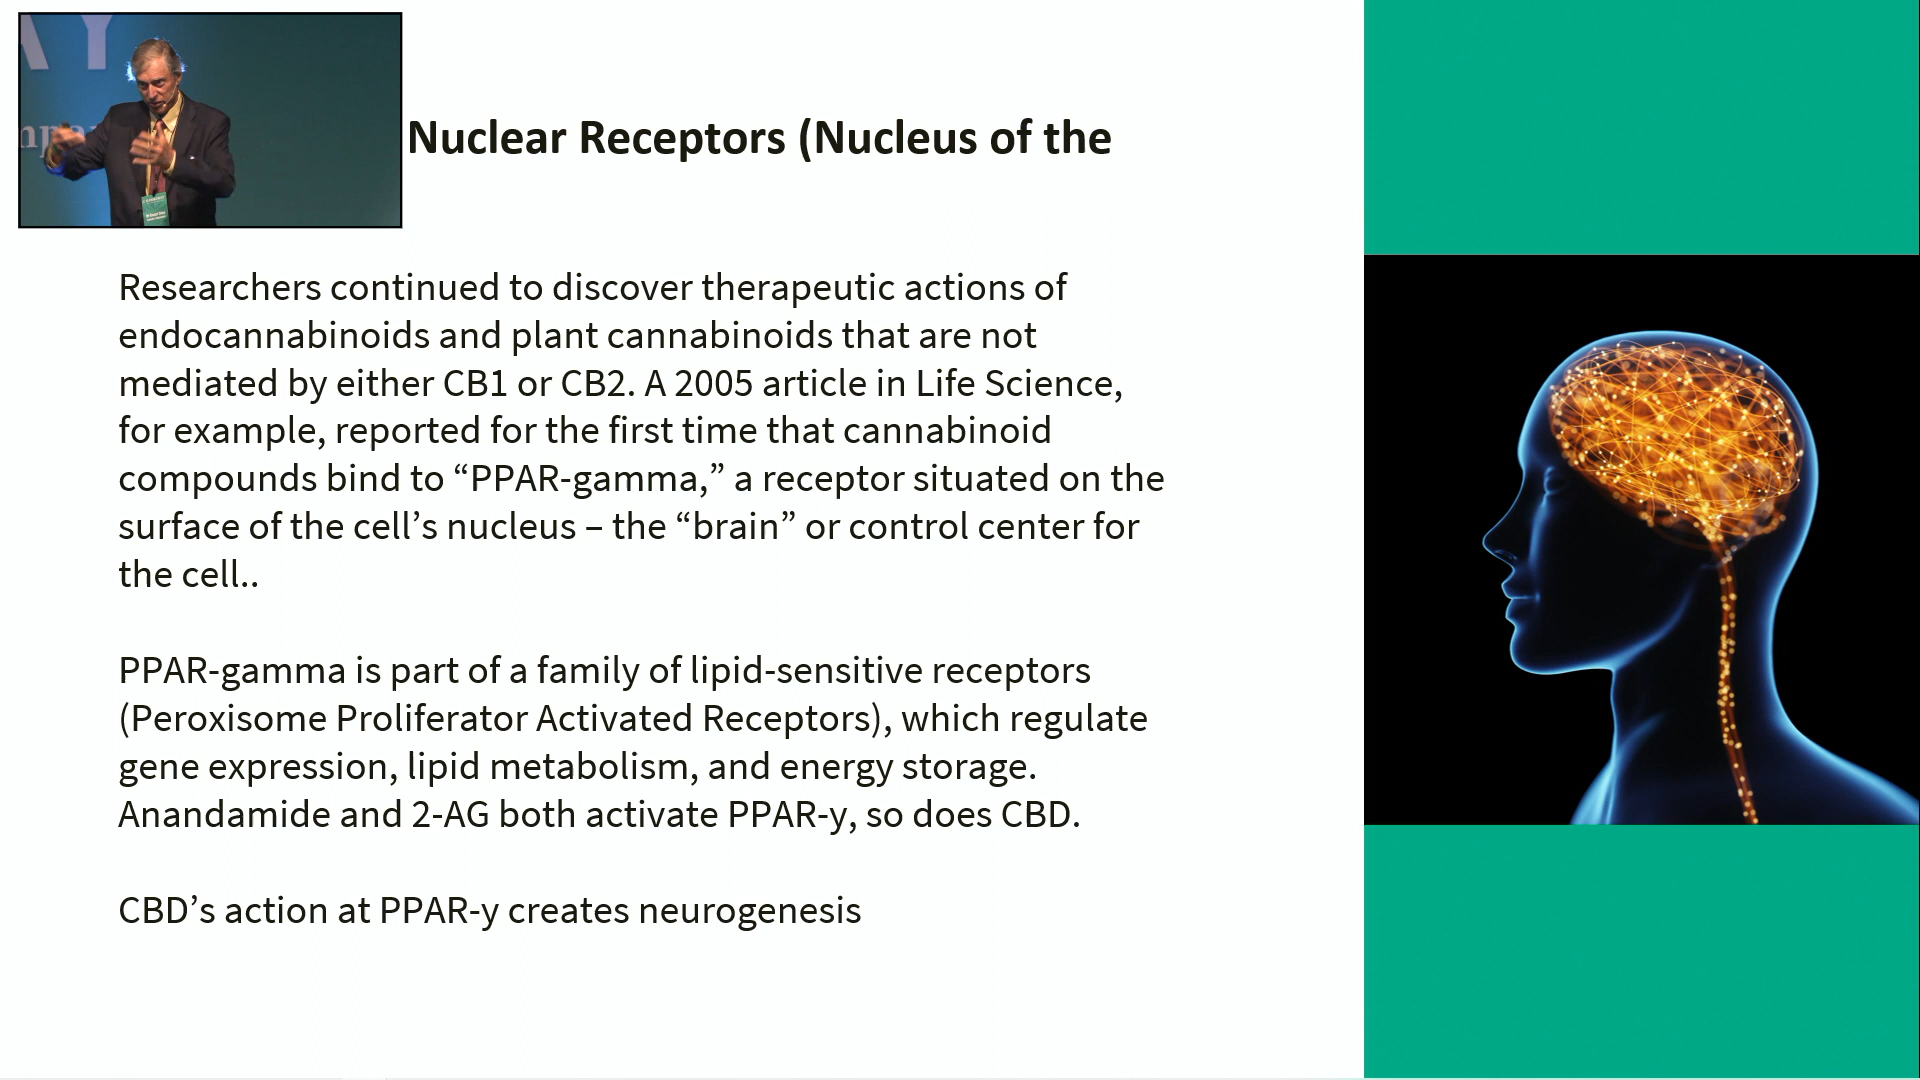 A Y
Nuclear Receptors (Nucleus of the
Researchers continued to discover therapeutic actions of
endocannabinoids and plant cannabinoids that are not
mediated by either CB1 or CB2. A 2005 article in Life Science,
for example, reported for the first time that cannabinoid
compounds bind to “PPAR-gamma,” a receptor situated on the
surface of the cell’s nucleus – the “brain” or control center for
the cell..
PPAR-gamma is part of a family of lipid-sensitive receptors
(Peroxisome Proliferator Activated Receptors), which regulate
gene expression, lipid metabolism, and energy storage.
Anandamide and 2-AG both activate PPAR-y, so does CBD.
CBD’s action at PPAR-y creates neurogenesis